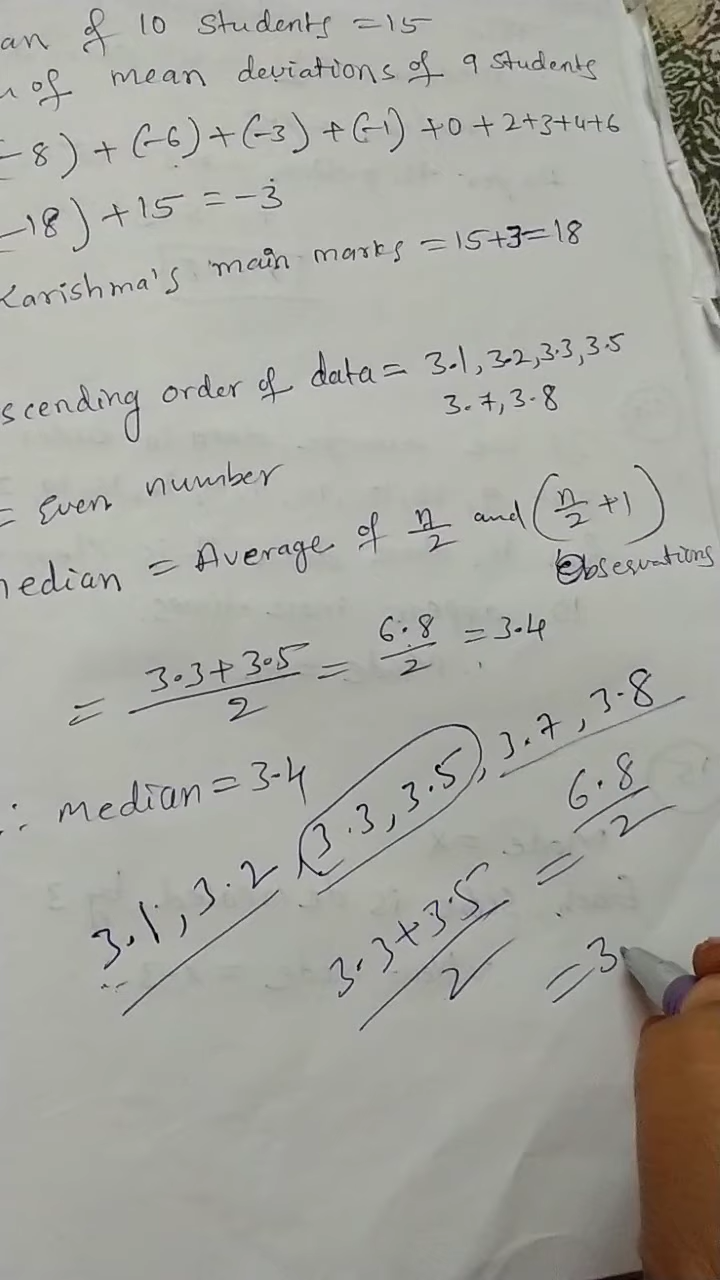 an of 10 Students =15
of mean deviations of 9 Students
-8) + (-6) + (-3) + (-1) +0 + 2+3+4+6
-18) +15 = -3
Karishma's main marks = 15+3=18
scending order of data = 3.1, 3.2, 3.3, 3.5
3.7, 3.8
= Even number
median = Average of n/2 and (n/2 +1)
Observations
= 3.3+3.5/2 = 6.8/2 = 3.4
∴ median = 3.4
3.1, 3.2, 3.3, 3.5, 3.7, 3.8
3.3+3.5/2 = 6.8/2
=3.